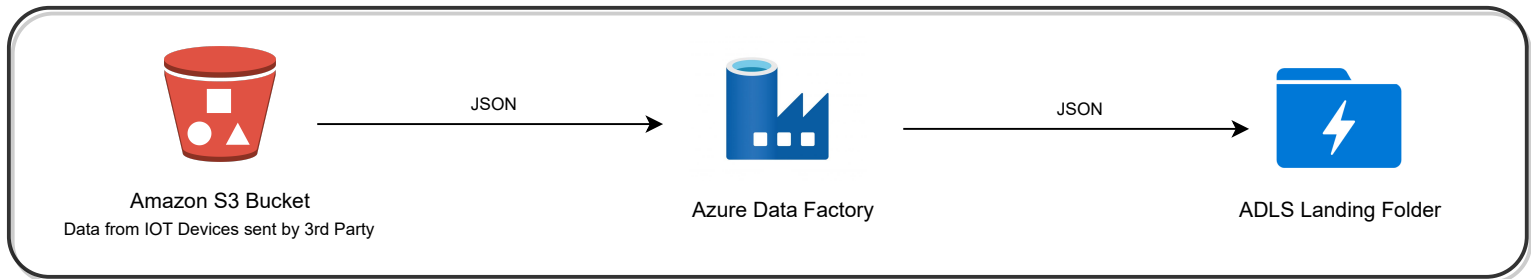 JSON
JSON
Amazon S3 Bucket
Data from IOT Devices sent by 3rd Party
Azure Data Factory
ADLS Landing Folder